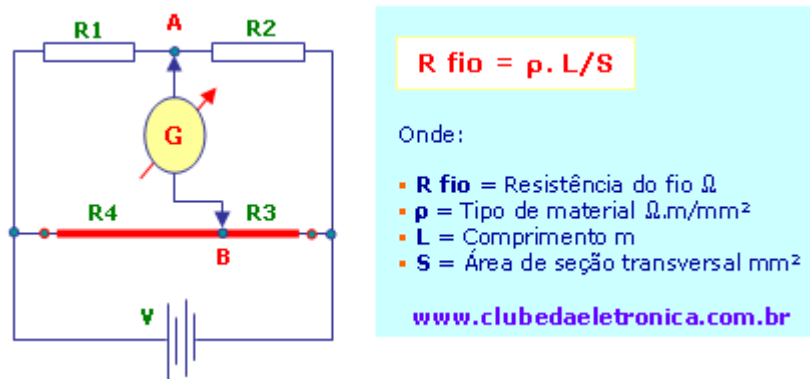 R1
A
R2
G
R4
R3
B
V
R fio = ρ. L/S
Onde:
▪ R fio = Resistência do fio Ω
▪ ρ = Tipo de material Ω.m/mm²
▪ L = Comprimento m
▪ S = Área de seção transversal mm²
www.clubedaeletronica.com.br